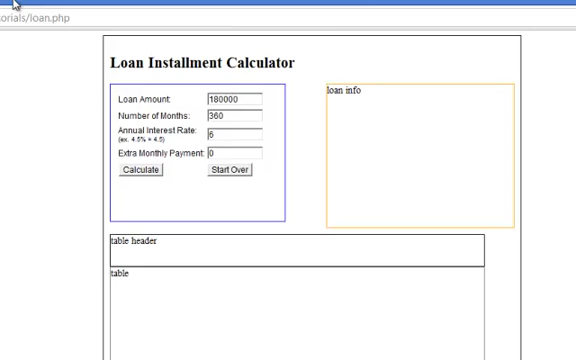 orials/loan.php
Loan Installment Calculator
Loan Amount: 180000
Number of Months: 360
Annual Interest Rate: 6
(ex. 4.5% = 4.5)
Extra Monthly Payment: 0
Calculate Start Over
loan info
table header
table